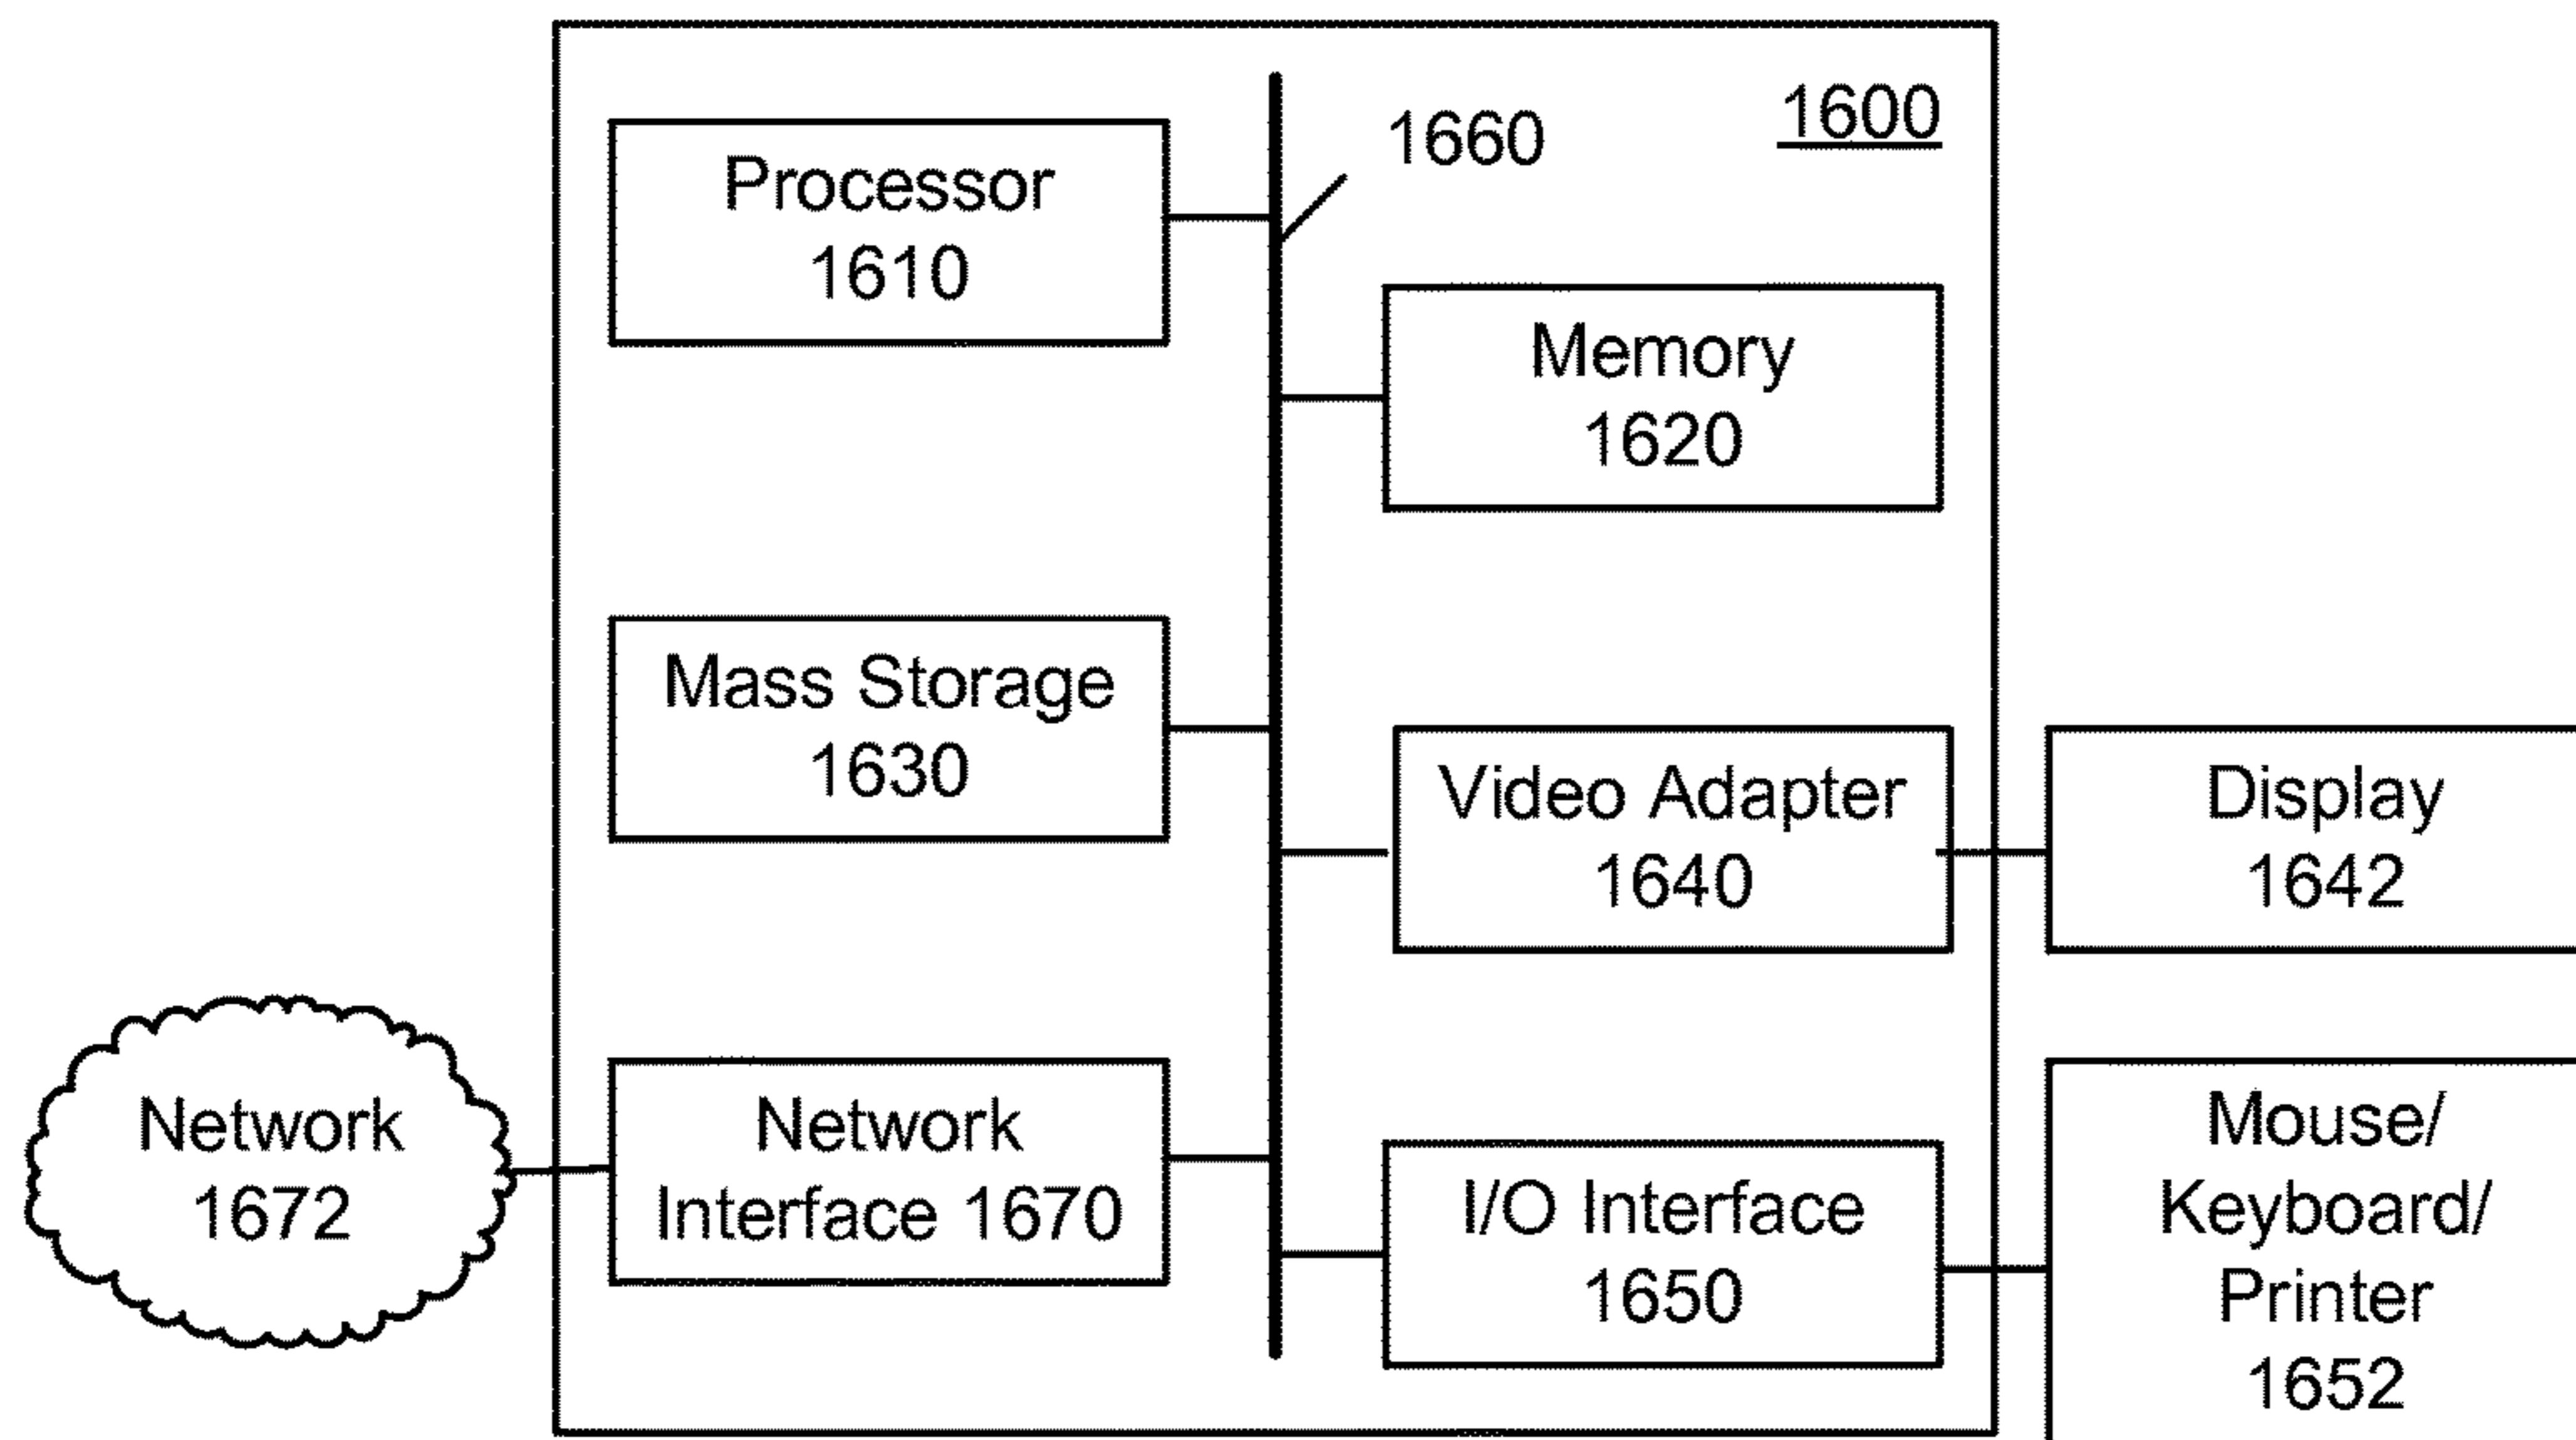 1600
1660
Processor
1610
Memory
1620
Mass Storage
1630
Video Adapter
1640
Display
1642
Network
1672
Network
Interface 1670
I/O Interface
1650
Mouse/
Keyboard/
Printer
1652